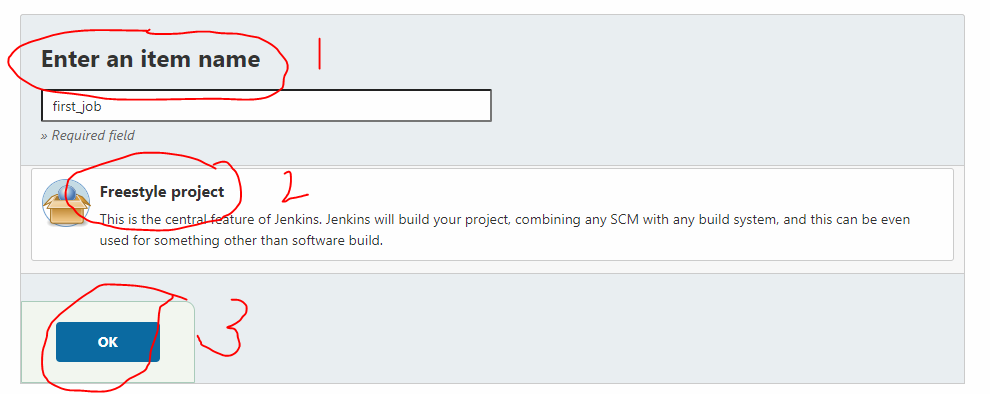 Enter an item name 1
first_job
» Required field
Freestyle project 2
This is the central feature of Jenkins. Jenkins will build your project, combining any SCM with any build system, and this can be even
used for something other than software build.
OK 3